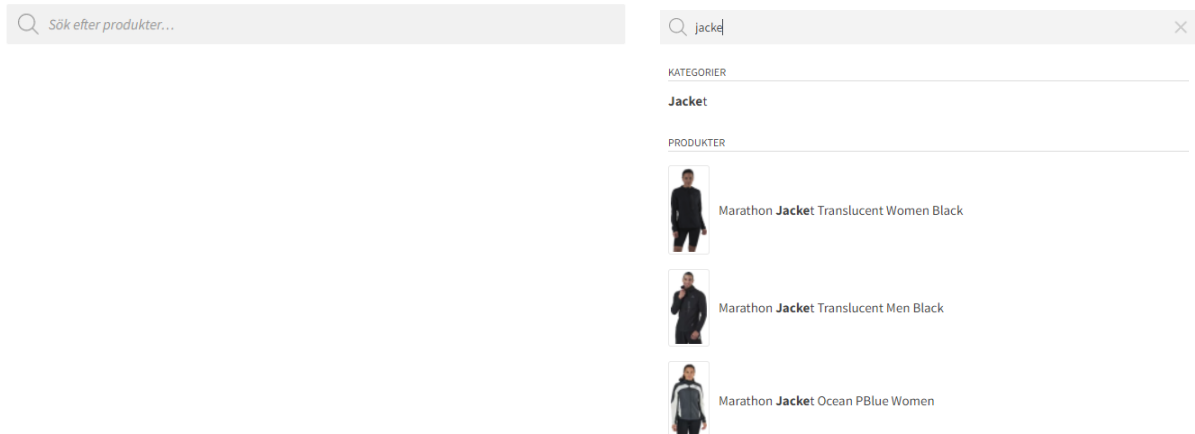 Sök efter produkter...
jacke
KATEGORIER
Jacket
PRODUKTER
Marathon Jacket Translucent Women Black
Marathon Jacket Translucent Men Black
Marathon Jacket Ocean PBlue Women